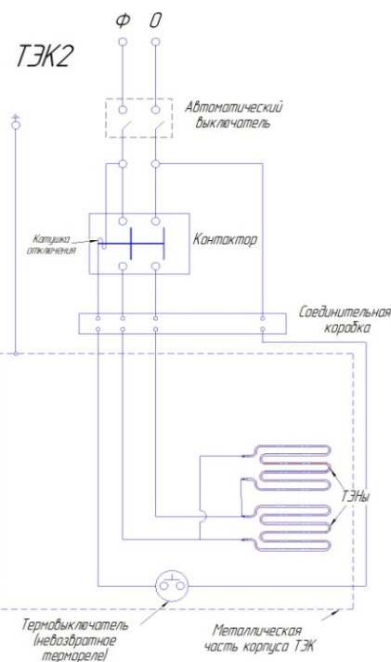 Ф О
ТЭК2
Автоматический
выключатель
Катушка
отключения
Контактор
Соединительная
коробка
ТЭНы
Термовыключатель
(невозвратное
термореле)
Металлическая
часть корпуса ТЭК